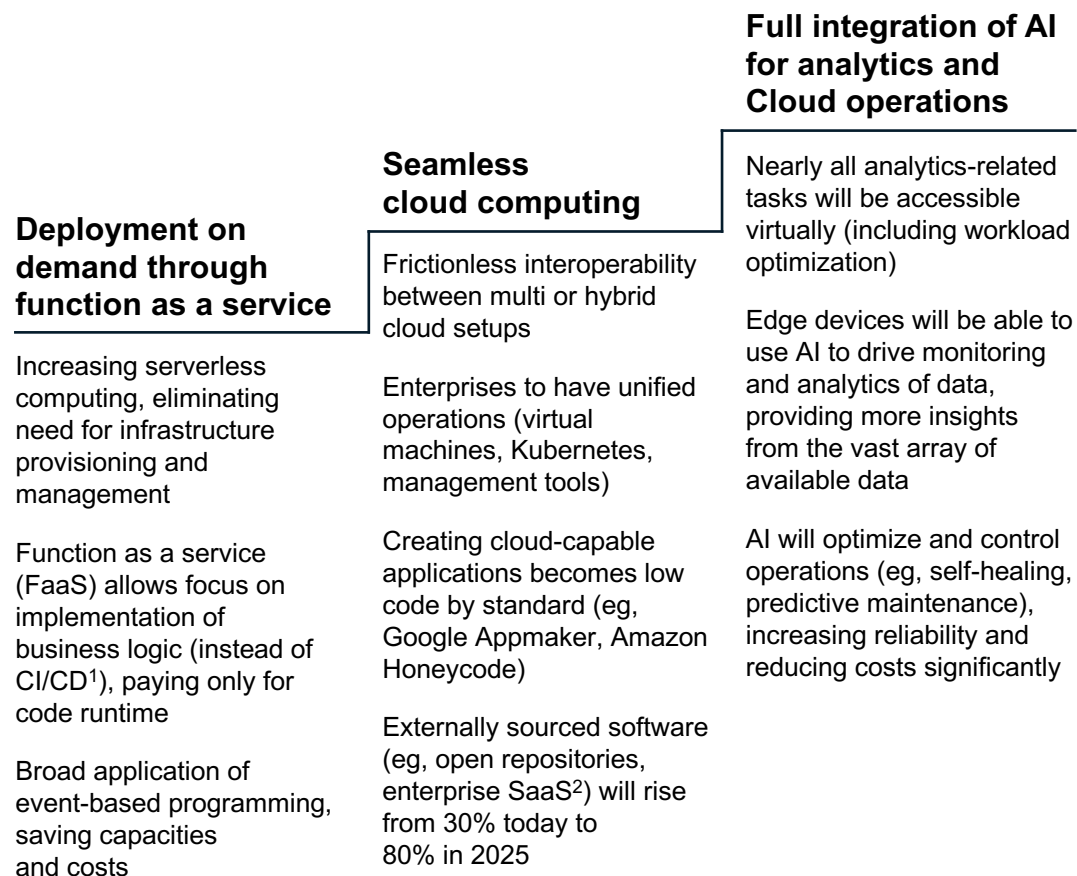 Deployment on
demand through
function as a service
Increasing serverless
computing, eliminating
need for infrastructure
provisioning and
management
Function as a service
(FaaS) allows focus on
implementation of
business logic (instead of
CI/CD1), paying only for
code runtime
Broad application of
event-based programming,
saving capacities
and costs
Seamless
cloud computing
Frictionless interoperability
between multi or hybrid
cloud setups
Enterprises to have unified
operations (virtual
machines, Kubernetes,
management tools)
Creating cloud-capable
applications becomes low
code by standard (eg,
Google Appmaker, Amazon
Honeycode)
Externally sourced software
(eg, open repositories,
enterprise SaaS2) will rise
from 30% today to
80% in 2025
Full integration of AI
for analytics and
Cloud operations
Nearly all analytics-related
tasks will be accessible
virtually (including workload
optimization)
Edge devices will be able to
use AI to drive monitoring
and analytics of data,
providing more insights
from the vast array of
available data
AI will optimize and control
operations (eg, self-healing,
predictive maintenance),
increasing reliability and
reducing costs significantly